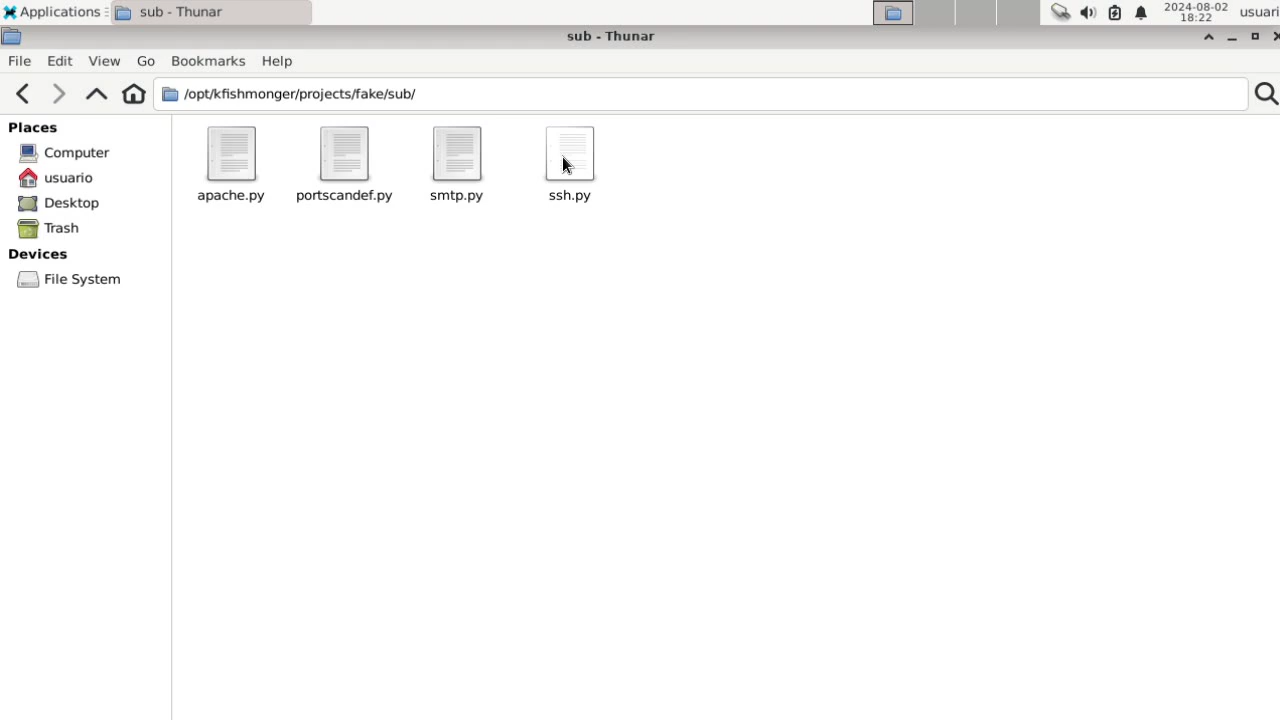 Applications
sub - Thunar
2024-08-02
18:22
usuari
sub - Thunar
File Edit View Go Bookmarks Help
/opt/kfishmonger/projects/fake/sub/
Places
Computer
usuario
Desktop
Trash
Devices
File System
apache.py
portscandef.py
smtp.py
ssh.py